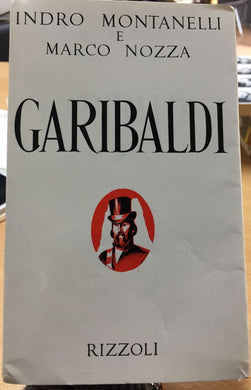 INDRO MONTANELLI
E
MARCO NOZZA
GARIBALDI
RIZZOLI